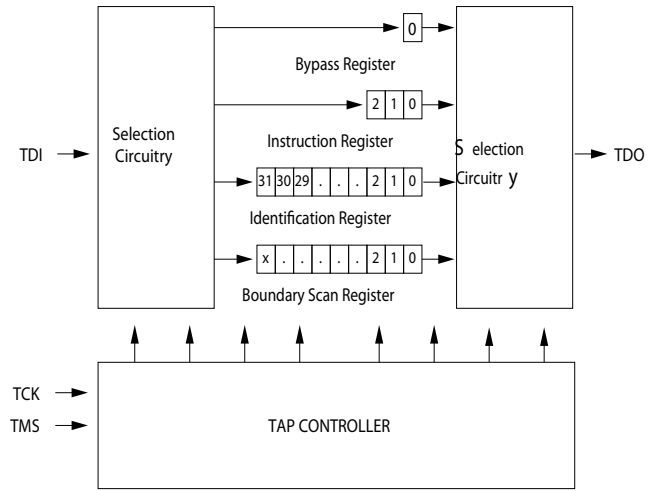 0
Bypass Register
2 1 0
Selection
Circuitry
Instruction Register
S election
Circuitr y
TDI
TDO
31 30 29 . . . 2 1 0
Identification Register
x . . . . . 2 1 0
Boundary Scan Register
TCK
TMS
TAP CONTROLLER